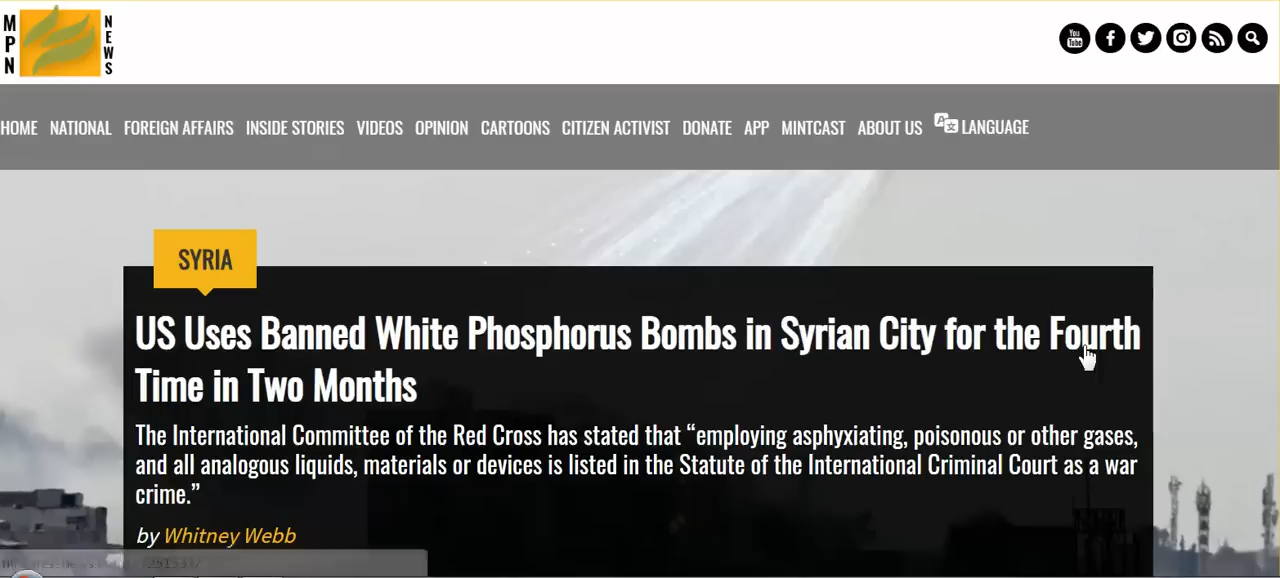 MPN
NEWS
You
Tube
HOME NATIONAL FOREIGN AFFAIRS INSIDE STORIES VIDEOS OPINION CARTOONS CITIZEN ACTIVIST DONATE APP MINTCAST ABOUT US LANGUAGE
SYRIA
US Uses Banned White Phosphorus Bombs in Syrian City for the Fourth
Time in Two Months
The International Committee of the Red Cross has stated that “employing asphyxiating, poisonous or other gases,
and all analogous liquids, materials or devices is listed in the Statute of the International Criminal Court as a war
crime.”
by Whitney Webb